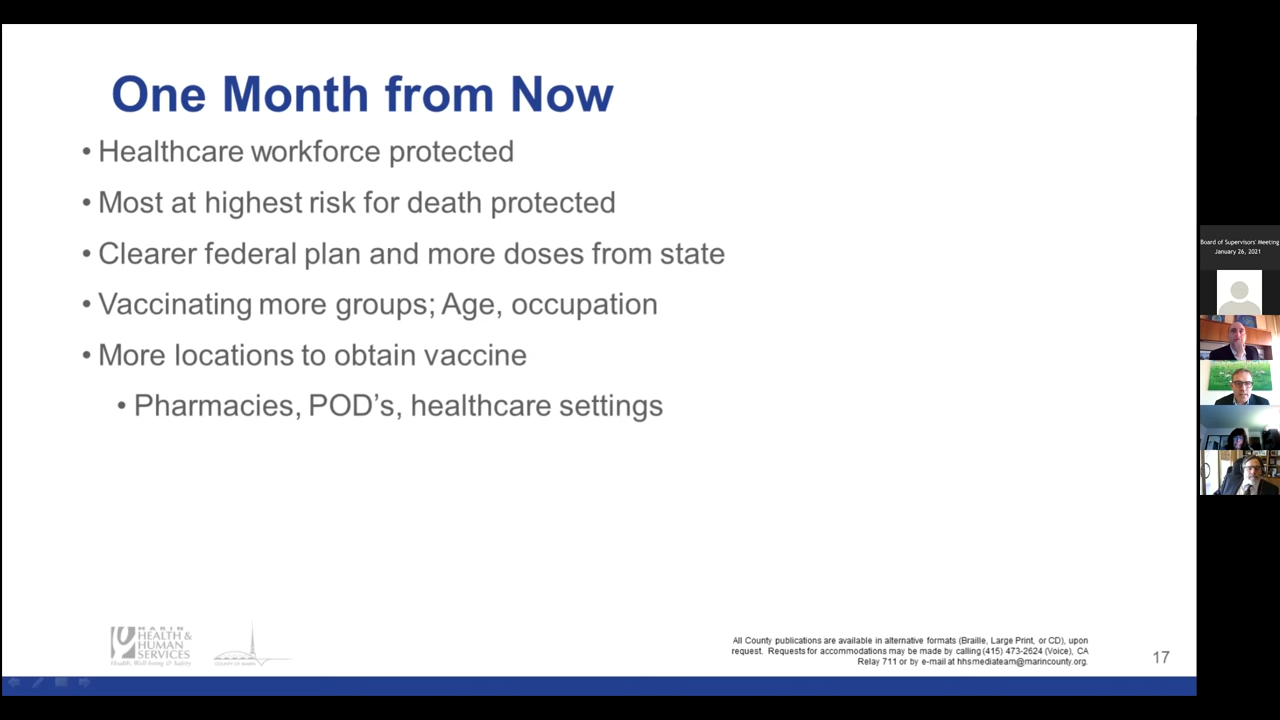 One Month from Now
• Healthcare workforce protected
• Most at highest risk for death protected
• Clearer federal plan and more doses from state
• Vaccinating more groups; Age, occupation
• More locations to obtain vaccine
• Pharmacies, POD’s, healthcare settings
Board of Supervisors' Meeting
January 26, 2021
MARIN
HEALTH &
HUMAN
SERVICES
Health, Well-being & Safety
COUNTY OF MARIN
All County publications are available in alternative formats (Braille, Large Print, or CD), upon
request. Requests for accommodations may be made by calling (415) 473-2624 (Voice), CA
Relay 711 or by e-mail at hhsmediateam@marincounty.org.
17